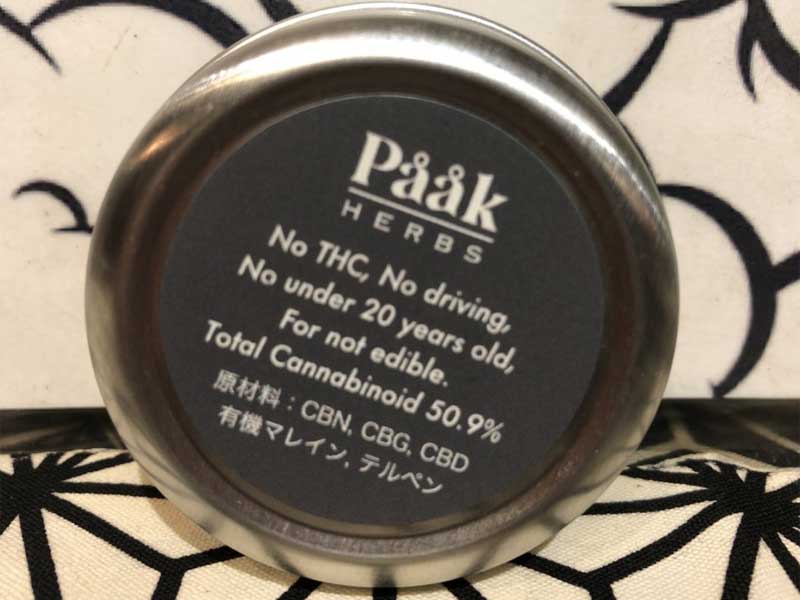 Pååk
HERBS
No THC, No driving,
No under 20 years old,
For not edible.
Total Cannabinoid 50.9%
原材料：CBN, CBG, CBD
有機マレイン, テルペン